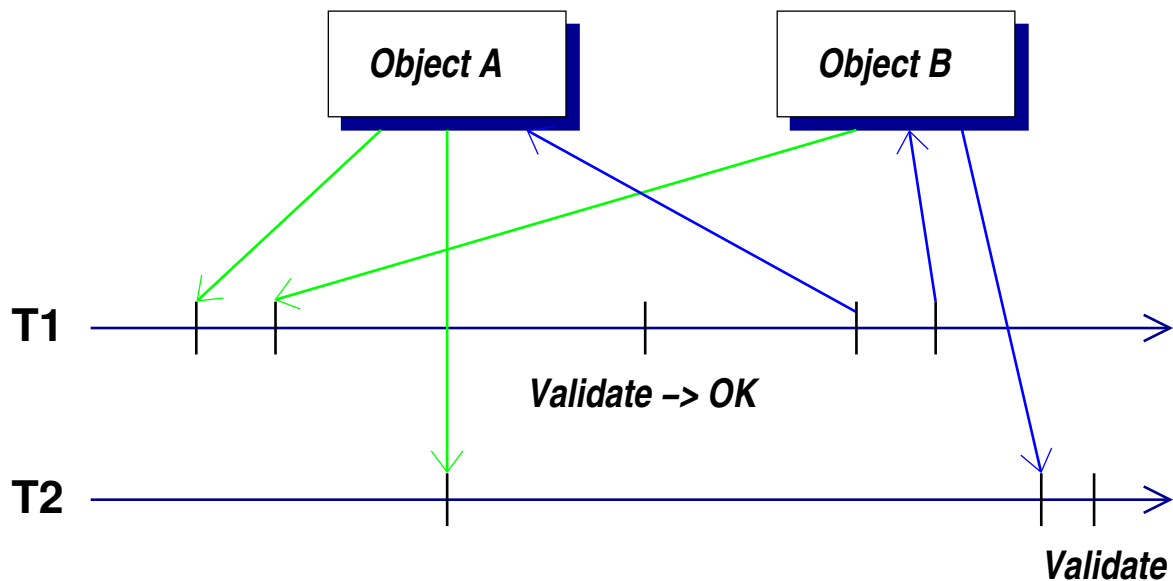 Object A
Object B
T1
Validate –> OK
T2
Validate